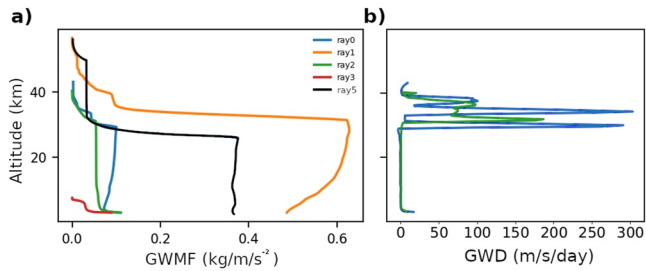 a)
b)
ray0
ray1
ray2
ray3
ray5
Altitude (km)
40
20
0.0 0.2 0.4 0.6
GWMF (kg/m/s⁻²)
0 50 100 150 200 250 300
GWD (m/s/day)